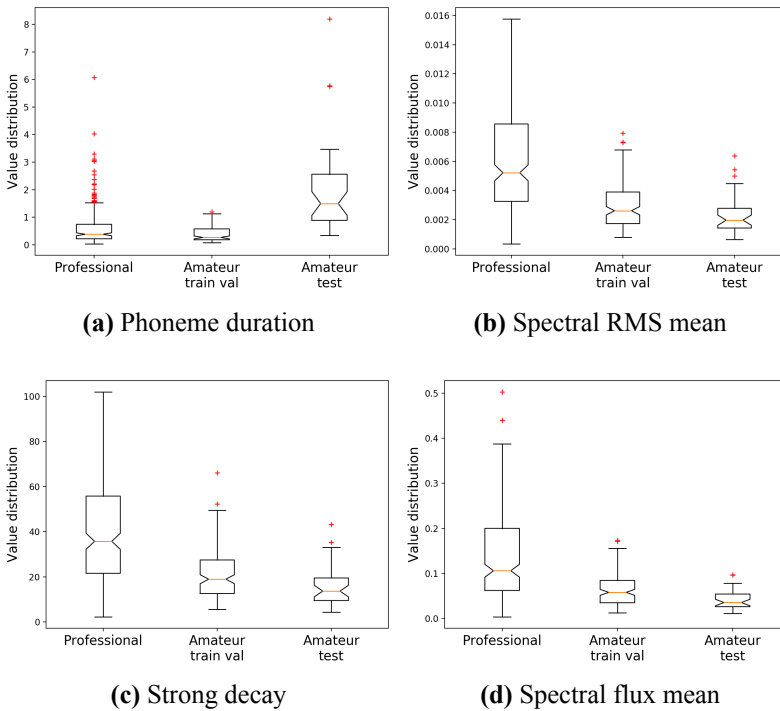 Value distribution
8
7
6
5
4
3
2
1
0
Professional
Amateur
train val
Amateur
test
(a) Phoneme duration
Value distribution
0.016
0.014
0.012
0.010
0.008
0.006
0.004
0.002
0.000
Professional
Amateur
train val
Amateur
test
(b) Spectral RMS mean
Value distribution
100
80
60
40
20
0
Professional
Amateur
train val
Amateur
test
(c) Strong decay
Value distribution
0.5
0.4
0.3
0.2
0.1
0.0
Professional
Amateur
train val
Amateur
test
(d) Spectral flux mean